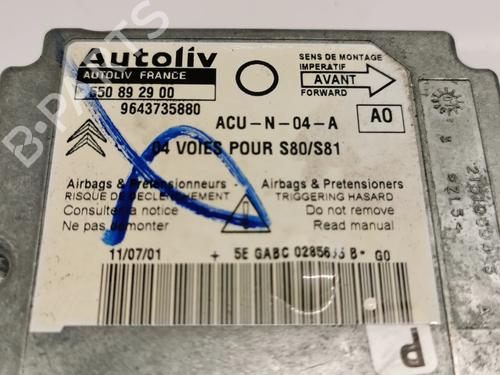 Autoliv
AUTOLIV FRANCE
550 89 29 00
9643735880
SENS DE MONTAGE
IMPERATIF
AVANT
FORWARD
ACU-N-04-A
A0
04 VOIES POUR S80/S81
Airbags & Pretensionneurs - Airbags & Pretensioners
RISQUE DE DECLENCHEMENT TRIGGERING HASARD
Consulter la notice Do not remove
Ne pas démonter Read manual
11/07/01 + 5E GABC B- G0
B-PARTS